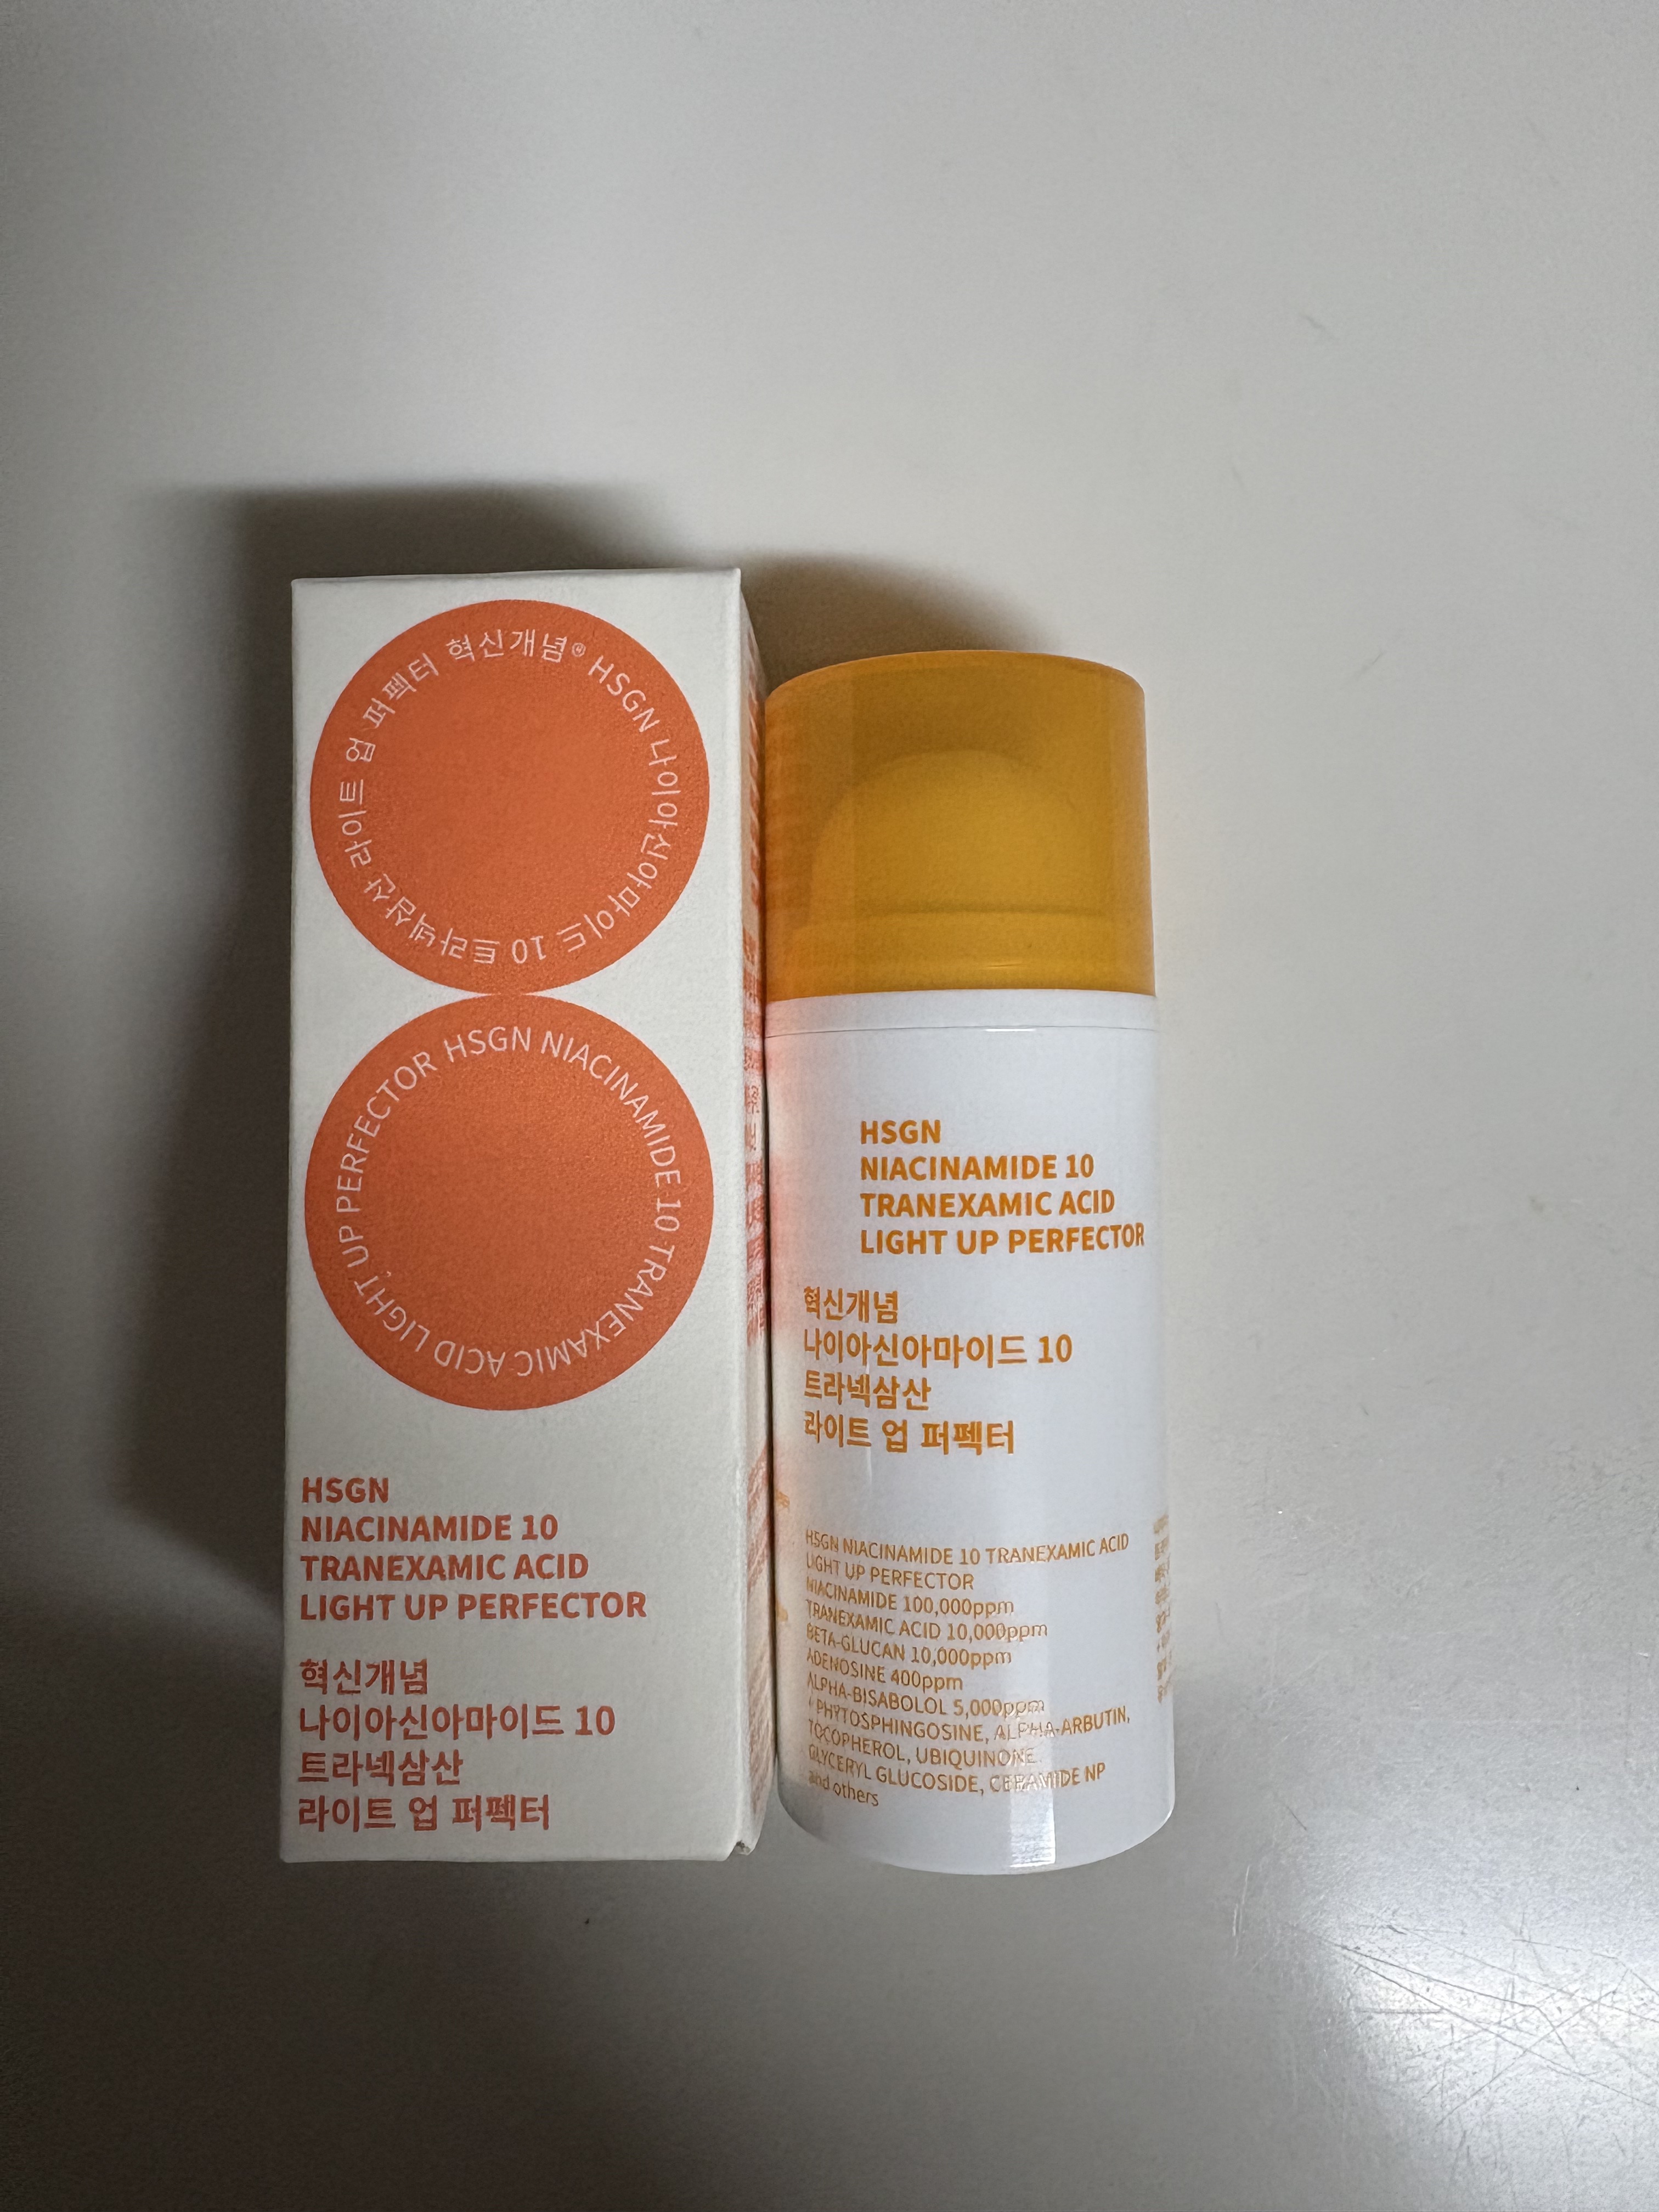 혁신개념® HSGN 나이아신아마이드 10 트라넥삼산 라이트 업 퍼펙터
HSGN NIACINAMIDE 10 TRANEXAMIC ACID LIGHT UP PERFECTOR
HSGN
NIACINAMIDE 10
TRANEXAMIC ACID
LIGHT UP PERFECTOR
혁신개념
나이아신아마이드 10
트라넥삼산
라이트 업 퍼펙터
HSGN
NIACINAMIDE 10
TRANEXAMIC ACID
LIGHT UP PERFECTOR
혁신개념
나이아신아마이드 10
트라넥삼산
라이트 업 퍼펙터
HSGN NIACINAMIDE 10 TRANEXAMIC ACID
LIGHT UP PERFECTOR
NIACINAMIDE 100,000ppm
TRANEXAMIC ACID 10,000ppm
BETA-GLUCAN 10,000ppm
ADENOSINE 400ppm
ALPHA-BISABOLOL 5,000ppm
+ PHYTOSPHINGOSINE, ALPHA-ARBUTIN,
TOCOPHEROL, UBIQUINONE,
GLYCERYL GLUCOSIDE, CERAMIDE NP
and others